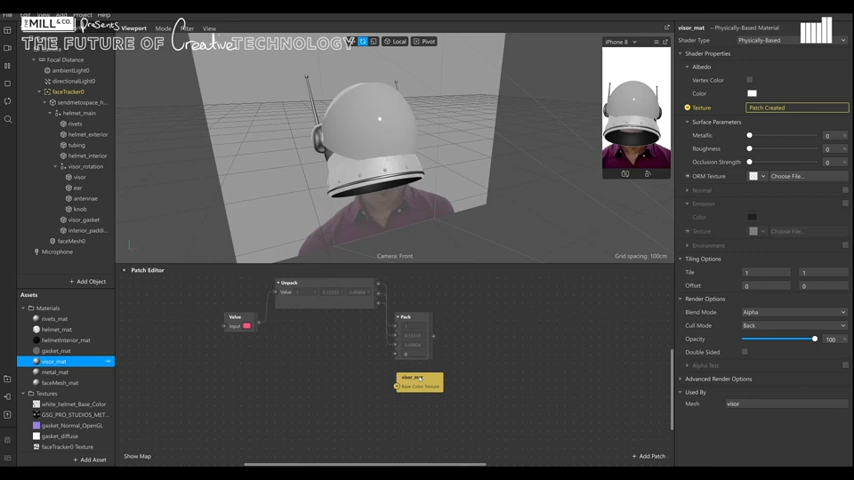 File Edit View Add
THE MILL & CO. Presents
THE FUTURE OF Creative TECHNOLOGY
Viewport Mode Filter View
Local Pivot
Focal Distance
ambientLight0
directionalLight0
faceTracker0
sendmetospace_h...
helmet_main
rivets
helmet_exterior
tubing
helmet_interior
visor_rotation
visor
ear
antennae
knob
visor_gasket
interior_paddi...
faceMesh0
Microphone
+ Add Object
Assets
Materials
rivets_mat
helmet_mat
helmetInterior_mat
gasket_mat
visor_mat
metal_mat
faceMesh_mat
Textures
white_helmet_Base_Color
GSG_PRO_STUDIOS_MET...
gasket_Normal_OpenGL
gasket_diffuse
faceTracker0 Texture
+ Add Asset
Camera: Front
Grid spacing: 100cm
iPhone 8
Patch Editor
Unpack
Value
Value
Input
Pack
0
visor_mat
Base Color Texture
Show Map
+ Add Patch
visor_mat – Physically-Based Material
Shader Type Physically-Based
Shader Properties
Albedo
Vertex Color
Color
Texture Patch Created
Surface Parameters
Metallic 0
Roughness 0
Occlusion Strength 0
ORM Texture Choose File...
Normal
Emission
Color
Texture Choose File...
Environment
Tiling Options
Tile 1 1
Offset 0 0
Render Options
Blend Mode Alpha
Cull Mode Back
Opacity 100
Double Sided
Alpha Test
Advanced Render Options
Used By
Mesh visor